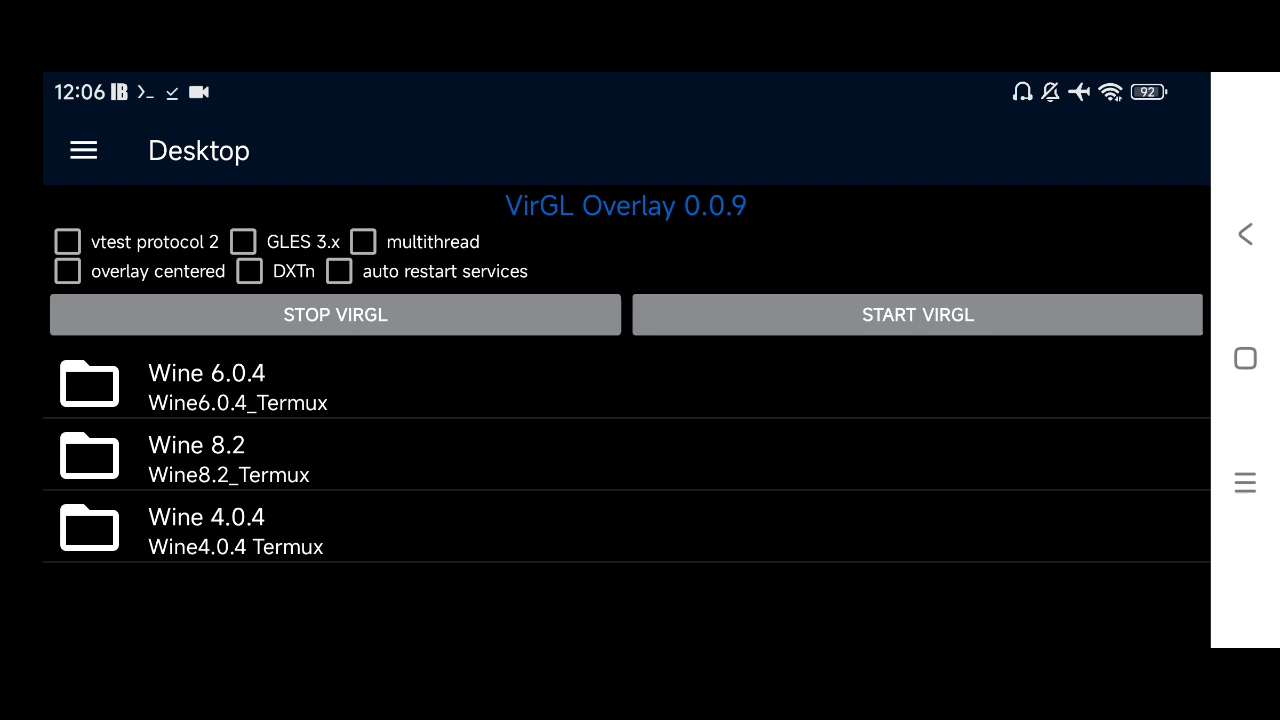 12:06 92
Desktop
VirGL Overlay 0.0.9
vtest protocol 2 GLES 3.x multithread
overlay centered DXTn auto restart services
STOP VIRGL START VIRGL
Wine 6.0.4
Wine6.0.4_Termux
Wine 8.2
Wine8.2_Termux
Wine 4.0.4
Wine4.0.4 Termux